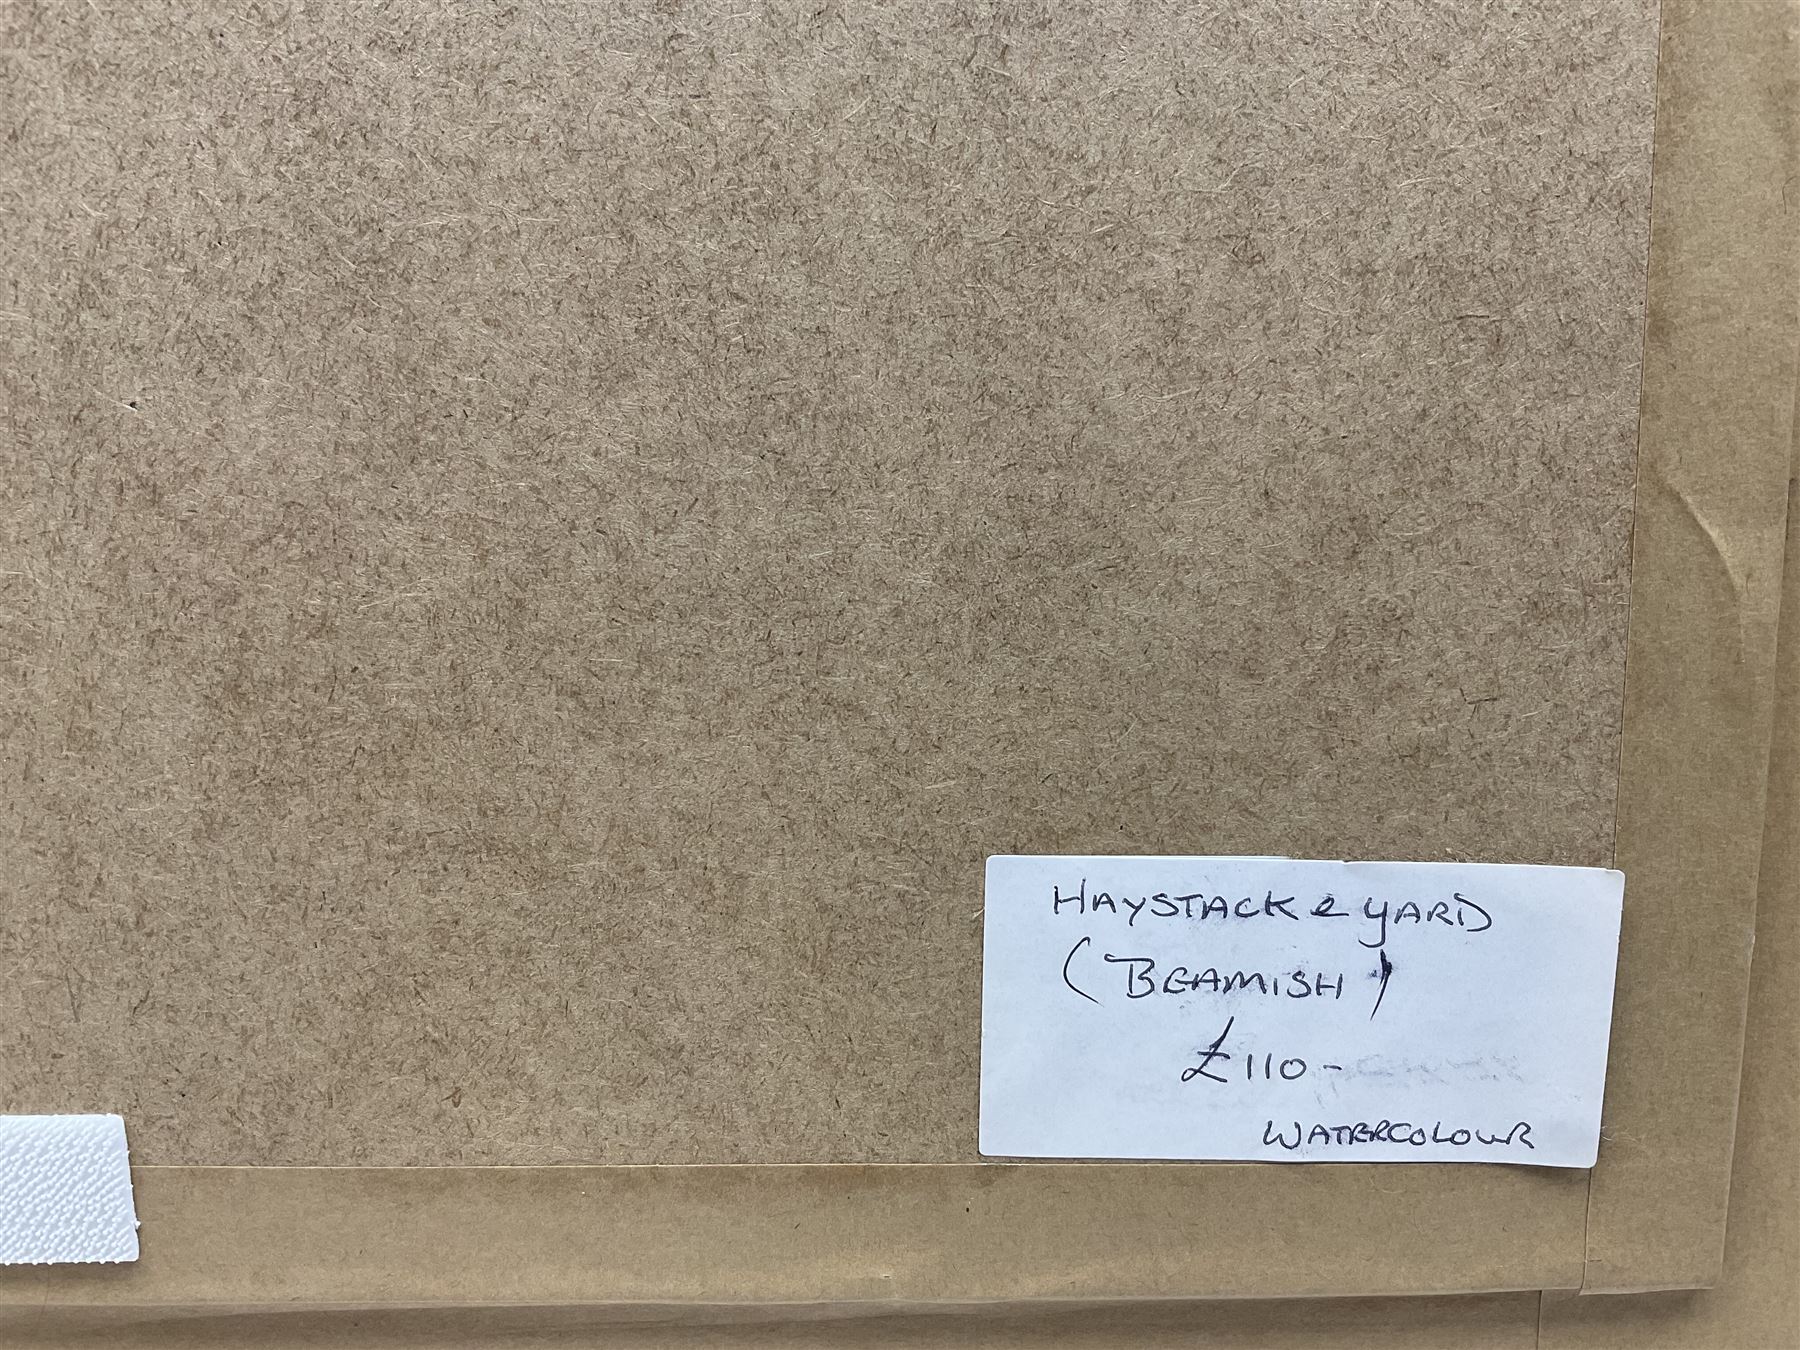 HAYSTACK & YARD
(BEAMISH)
£110-
WATERCOLOUR